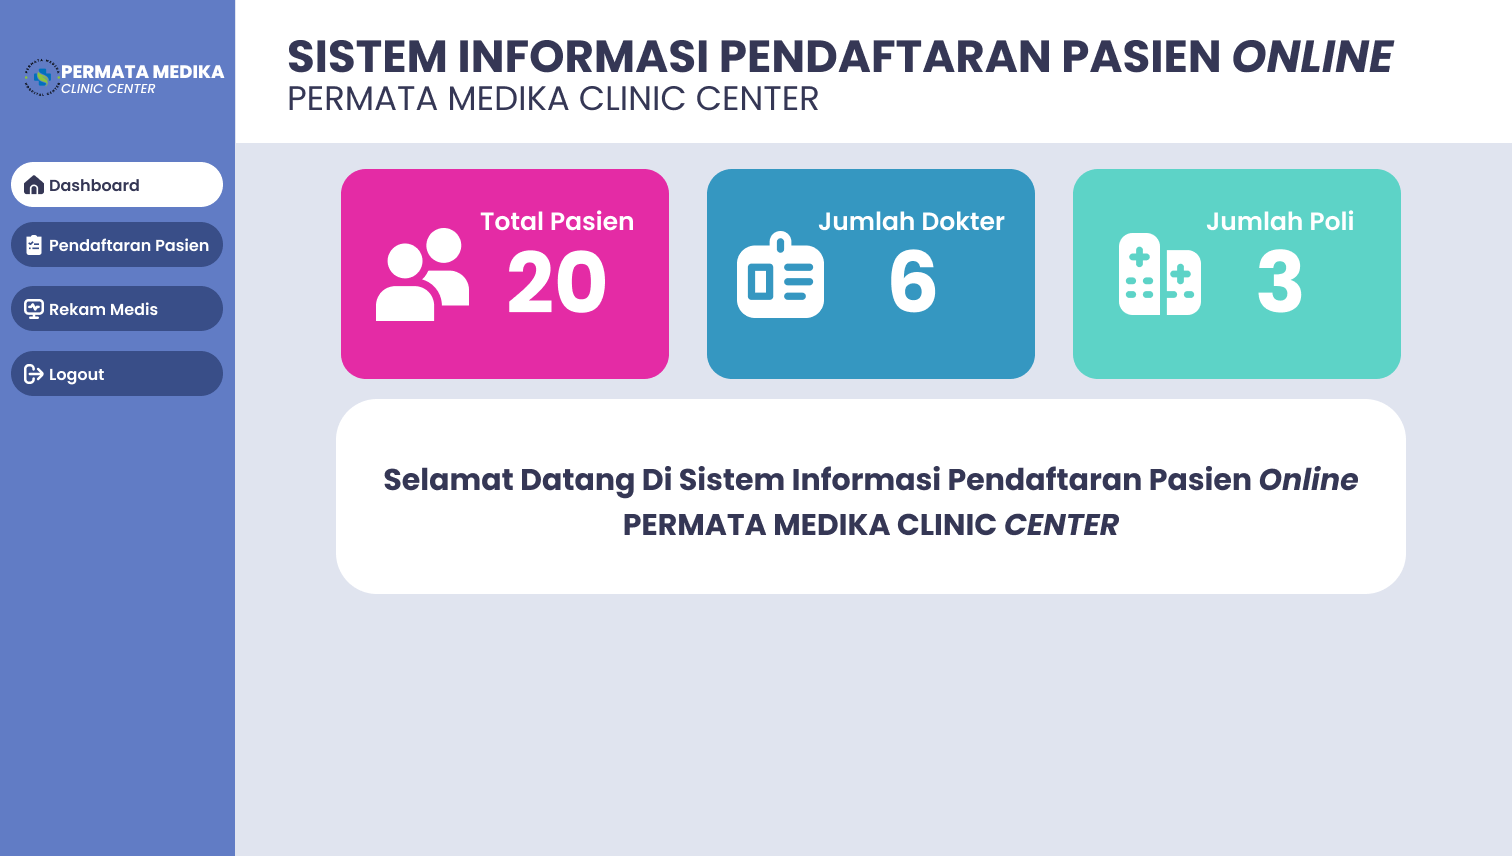 PERMATA MEDIKA
CLINIC CENTER
Dashboard
Pendaftaran Pasien
Rekam Medis
Logout
SISTEM INFORMASI PENDAFTARAN PASIEN ONLINE
PERMATA MEDIKA CLINIC CENTER
Total Pasien
20
Jumlah Dokter
6
Jumlah Poli
3
Selamat Datang Di Sistem Informasi Pendaftaran Pasien Online
PERMATA MEDIKA CLINIC CENTER